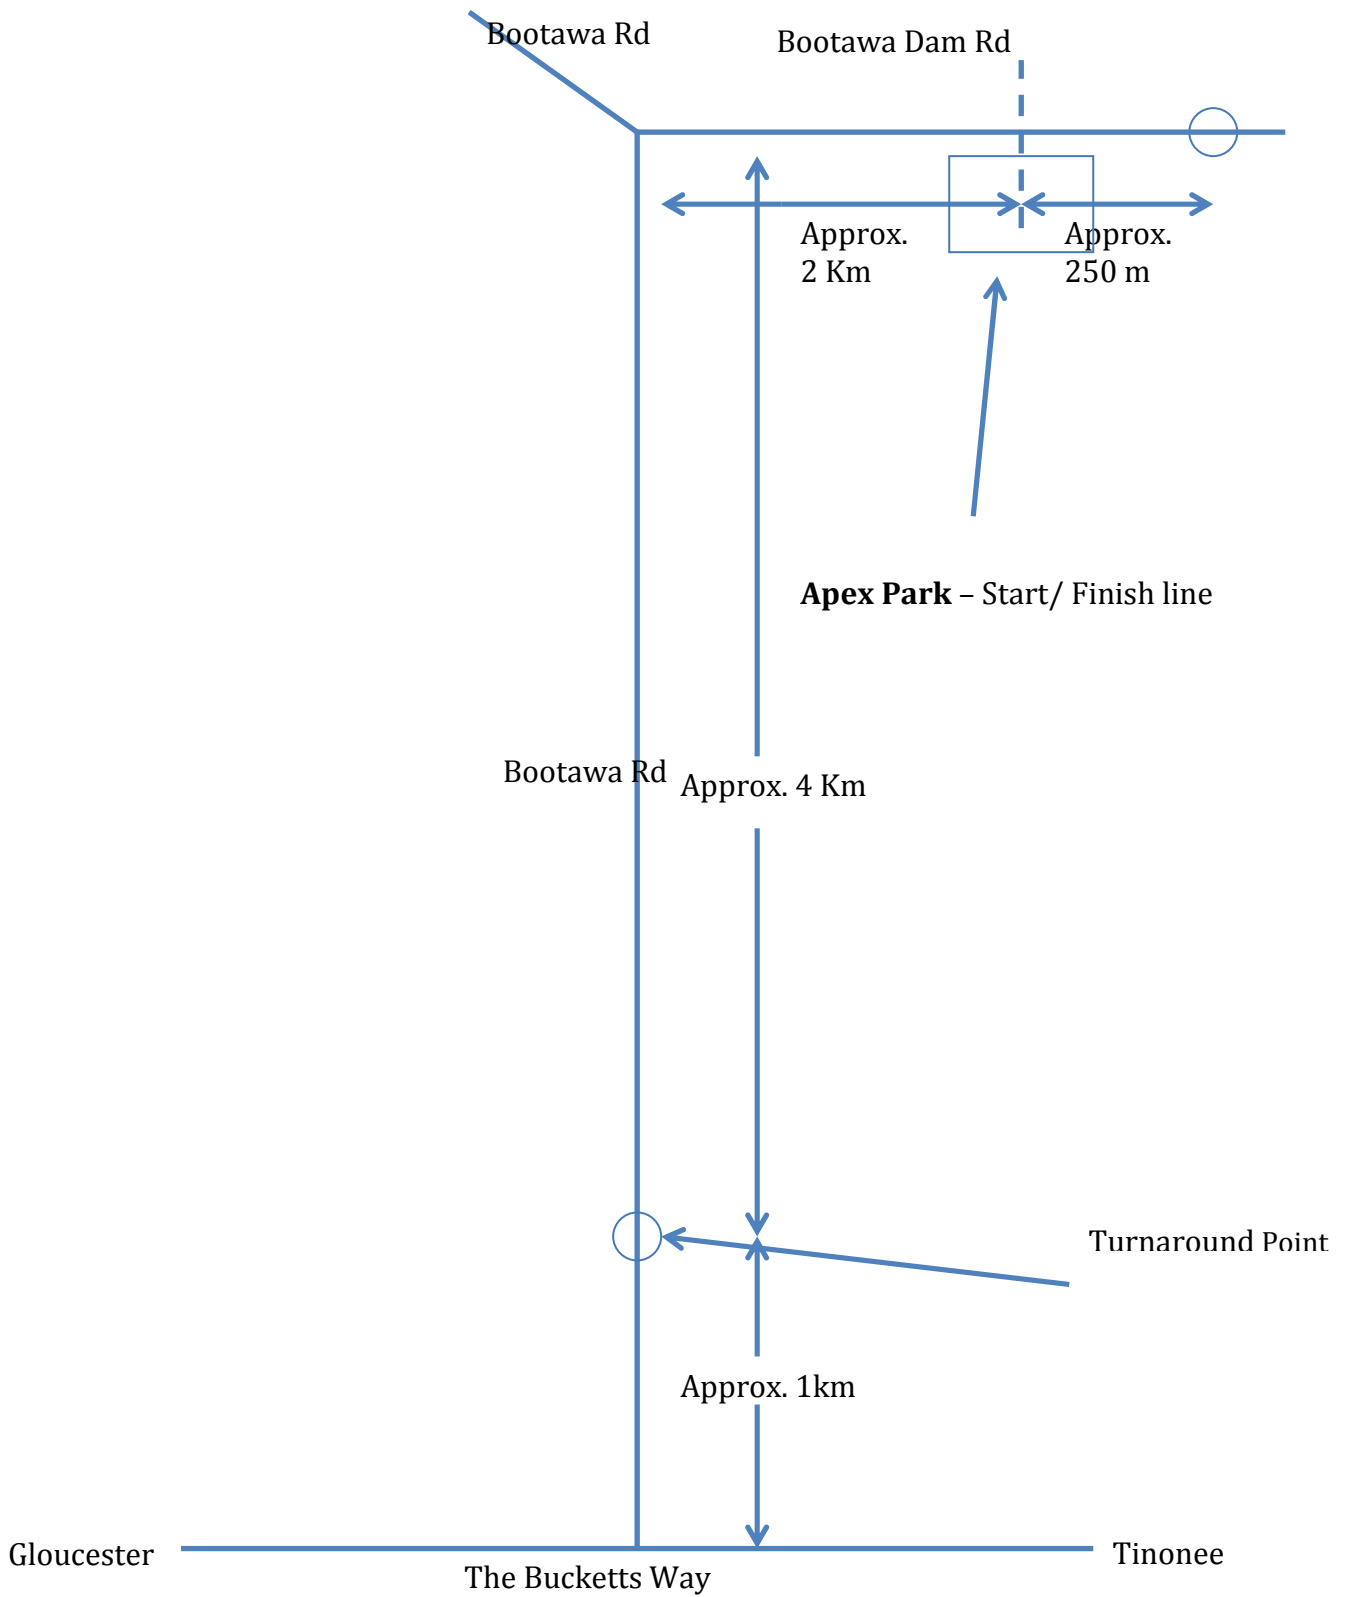 Bootawa Rd
Bootawa Dam Rd
Approx.
2 Km
Approx.
250 m
Apex Park – Start/ Finish line
Bootawa Rd
Approx. 4 Km
Turnaround Point
Approx. 1km
Gloucester
Tinonee
The Bucketts Way